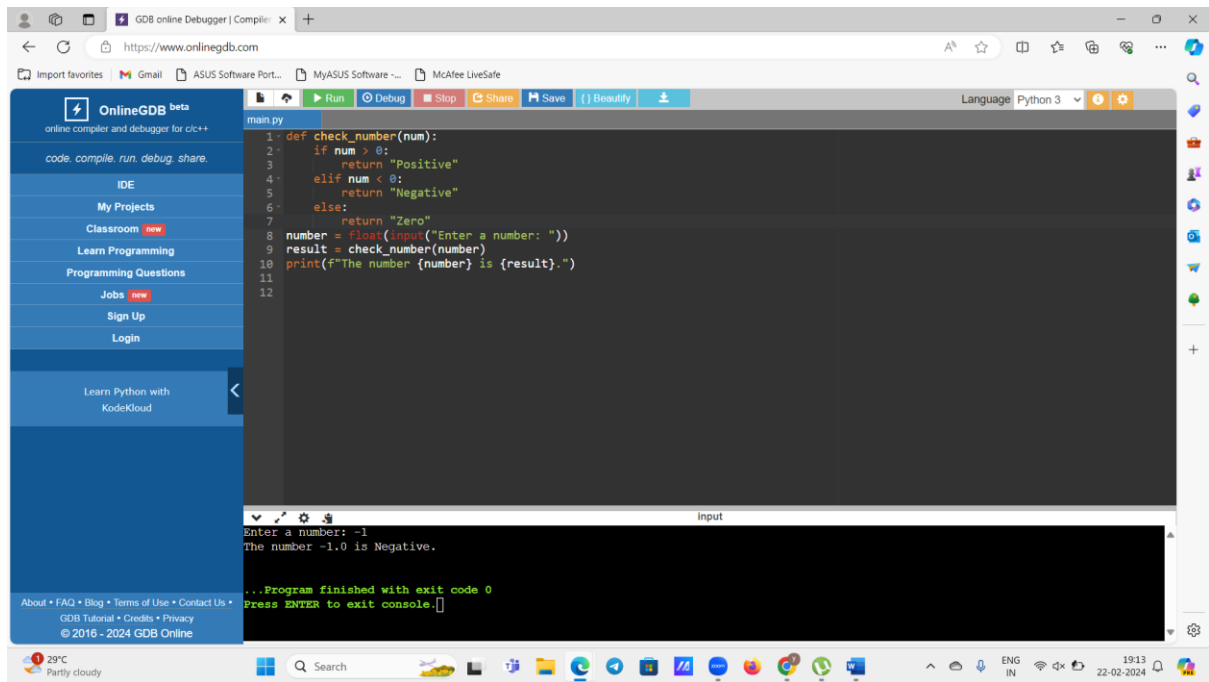 GDB online Debugger | Compiler
https://www.onlinegdb.com
Import favorites Gmail ASUS Software Port... MyASUS Software -... McAfee LiveSafe
OnlineGDB beta
online compiler and debugger for c/c++
code. compile. run. debug. share.
IDE
My Projects
Classroom new
Learn Programming
Programming Questions
Jobs new
Sign Up
Login
Learn Python with
KodeKloud
About • FAQ • Blog • Terms of Use • Contact Us •
GDB Tutorial • Credits • Privacy
© 2016 - 2024 GDB Online
Run Debug Stop Share Save {} Beautify Language Python 3
main.py
1 def check_number(num):
2     if num > 0:
3         return "Positive"
4     elif num < 0:
5         return "Negative"
6     else:
7         return "Zero"
8 number = float(input("Enter a number: "))
9 result = check_number(number)
10 print(f"The number {number} is {result}.")
11
12
input
Enter a number: -1
The number -1.0 is Negative.
...Program finished with exit code 0
Press ENTER to exit console.
1 29°C
Partly cloudy
Search
ENG
IN
19:13
22-02-2024